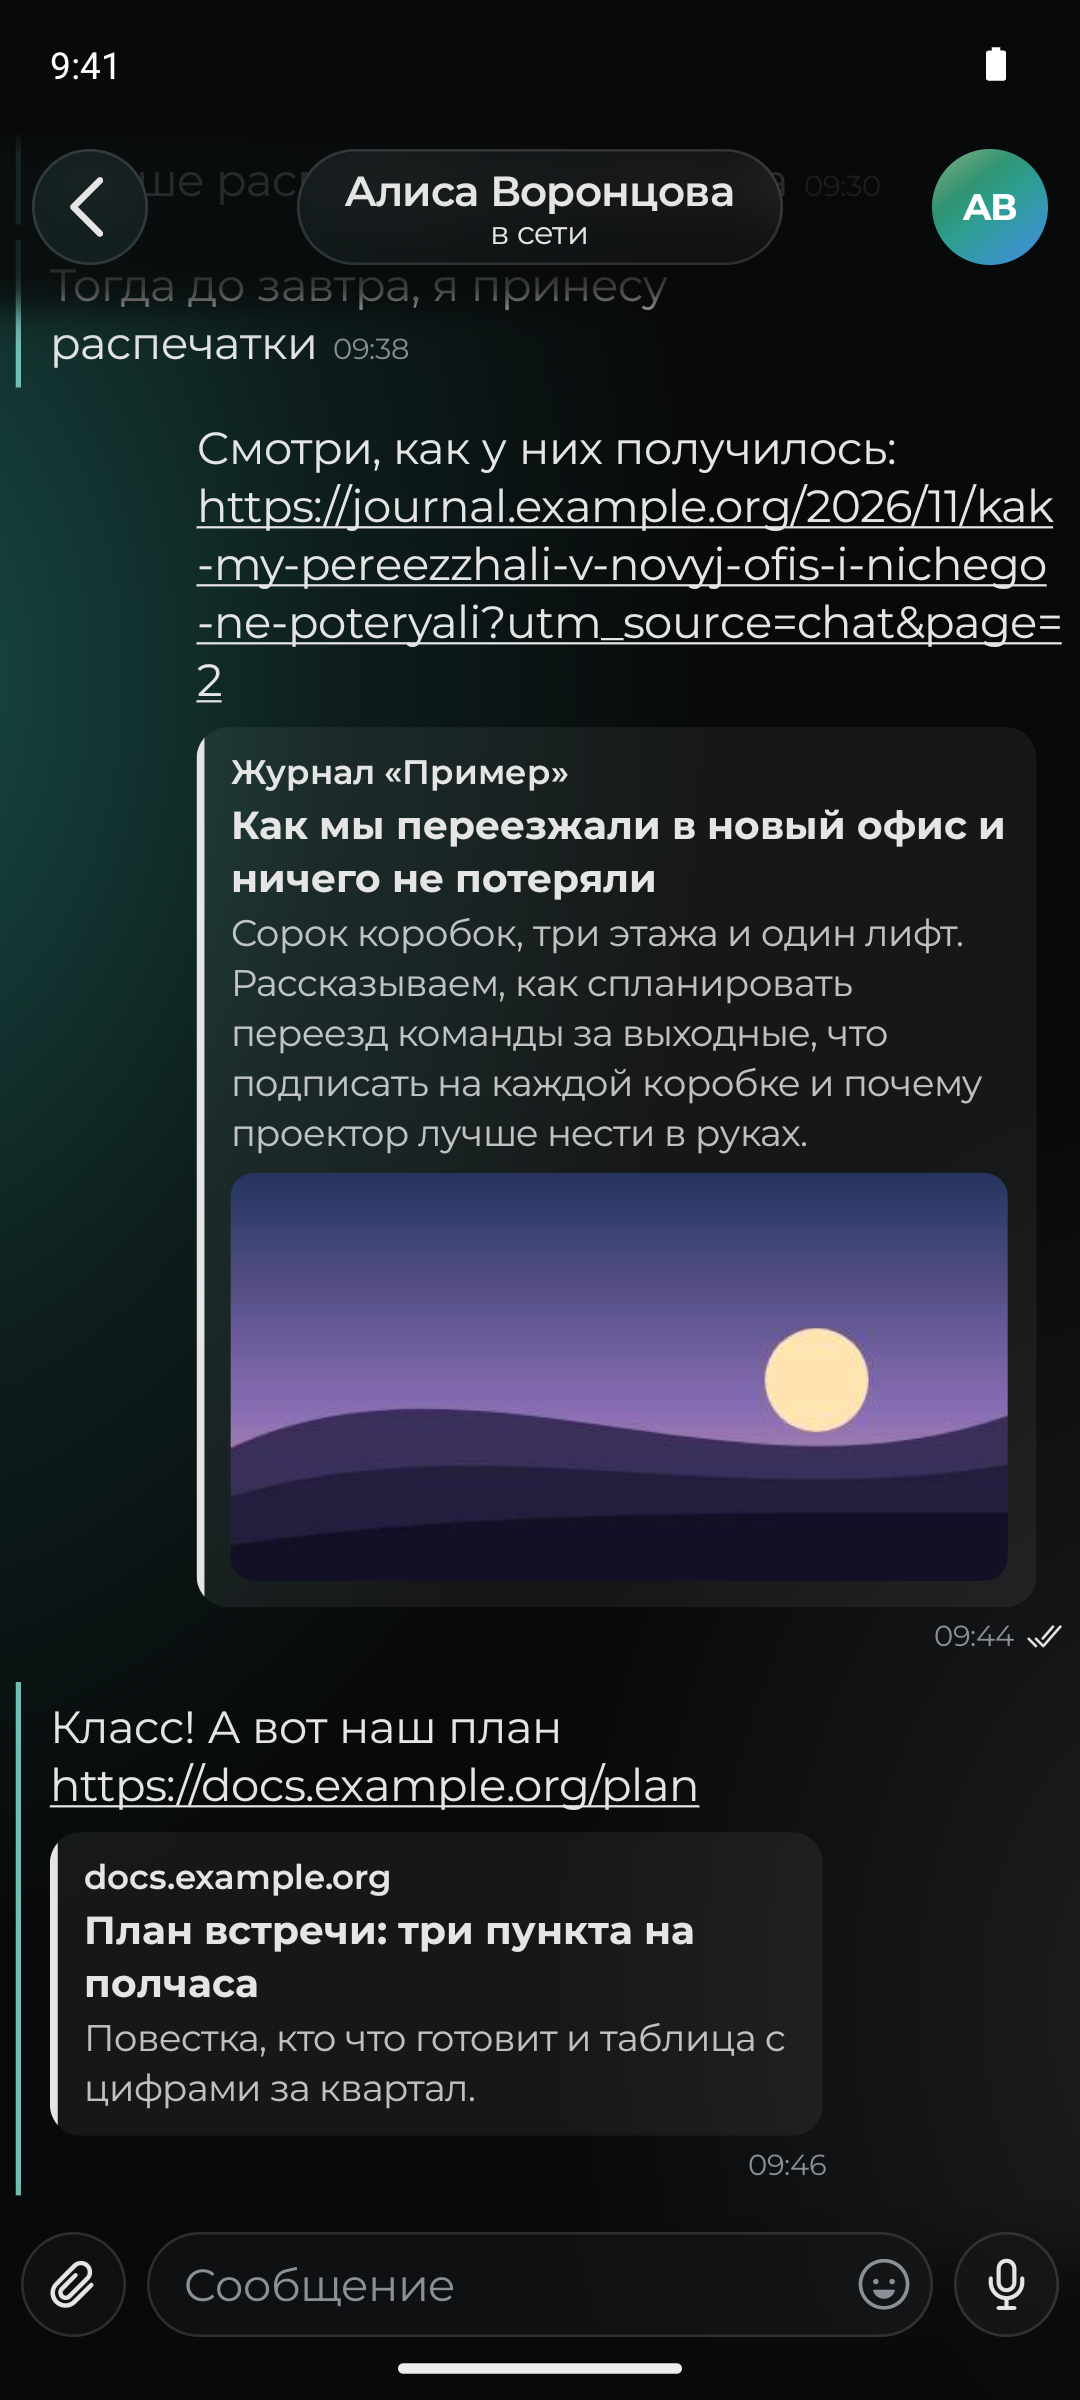 9:41
Алиса Воронцова
в сети
АВ
09:30
Тогда до завтра, я принесу
распечатки 09:38
Смотри, как у них получилось:
https://journal.example.org/2026/11/kak
-my-pereezzhali-v-novyj-ofis-i-nichego
-ne-poteryali?utm_source=chat&page=
2
Журнал «Пример»
Как мы переезжали в новый офис и
ничего не потеряли
Сорок коробок, три этажа и один лифт.
Рассказываем, как спланировать
переезд команды за выходные, что
подписать на каждой коробке и почему
проектор лучше нести в руках.
09:44
Класс! А вот наш план
https://docs.example.org/plan
docs.example.org
План встречи: три пункта на
полчаса
Повестка, кто что готовит и таблица с
цифрами за квартал.
09:46
Сообщение